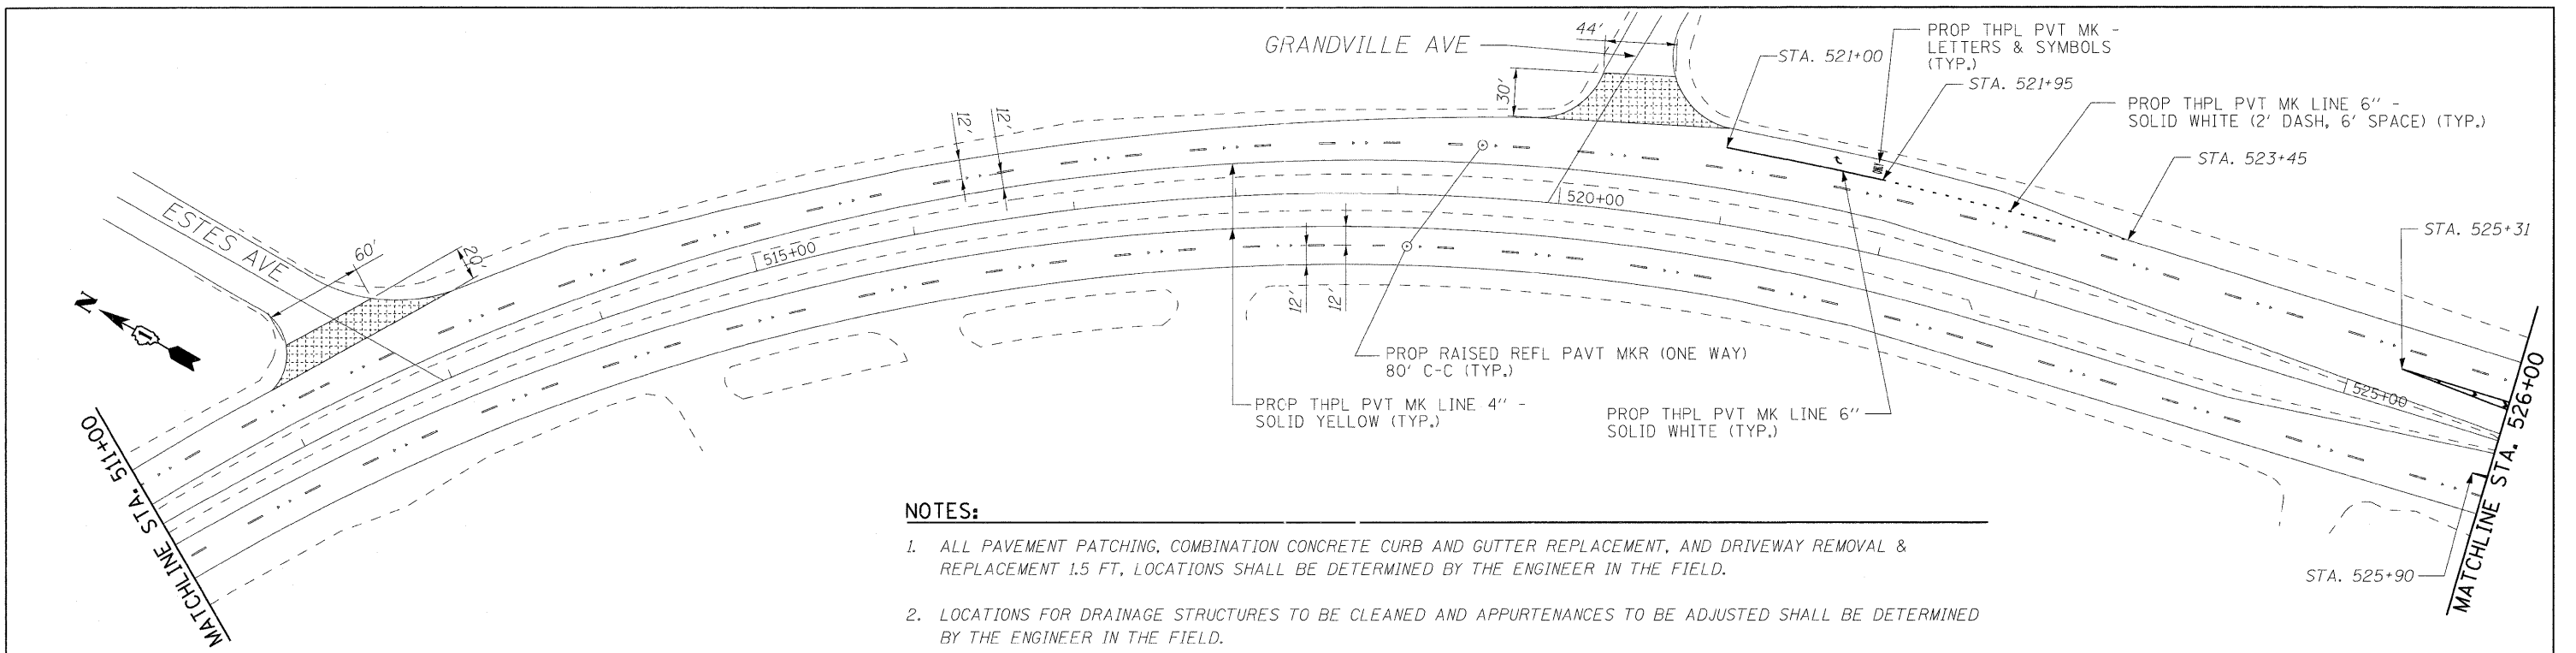 GRANDVILLE AVE
44'
30'
STA. 521+00
PROP THPL PVT MK -
LETTERS & SYMBOLS
(TYP.)
STA. 521+95
PROP THPL PVT MK LINE 6" -
SOLID WHITE (2' DASH, 6' SPACE) (TYP.)
STA. 523+45
STA. 525+31
12'
12'
ESTES AVE
60'
20'
515+00
520+00
525+00
N
12'
12'
PROP RAISED REFL PAVT MKR (ONE WAY)
80' C-C (TYP.)
PROP THPL PVT MK LINE 4" -
SOLID YELLOW (TYP.)
PROP THPL PVT MK LINE 6"
SOLID WHITE (TYP.)
MATCHLINE STA. 511+00
MATCHLINE STA. 526+00
STA. 525+90
NOTES:
1. ALL PAVEMENT PATCHING, COMBINATION CONCRETE CURB AND GUTTER REPLACEMENT, AND DRIVEWAY REMOVAL &
REPLACEMENT 1.5 FT, LOCATIONS SHALL BE DETERMINED BY THE ENGINEER IN THE FIELD.
2. LOCATIONS FOR DRAINAGE STRUCTURES TO BE CLEANED AND APPURTENANCES TO BE ADJUSTED SHALL BE DETERMINED
BY THE ENGINEER IN THE FIELD.